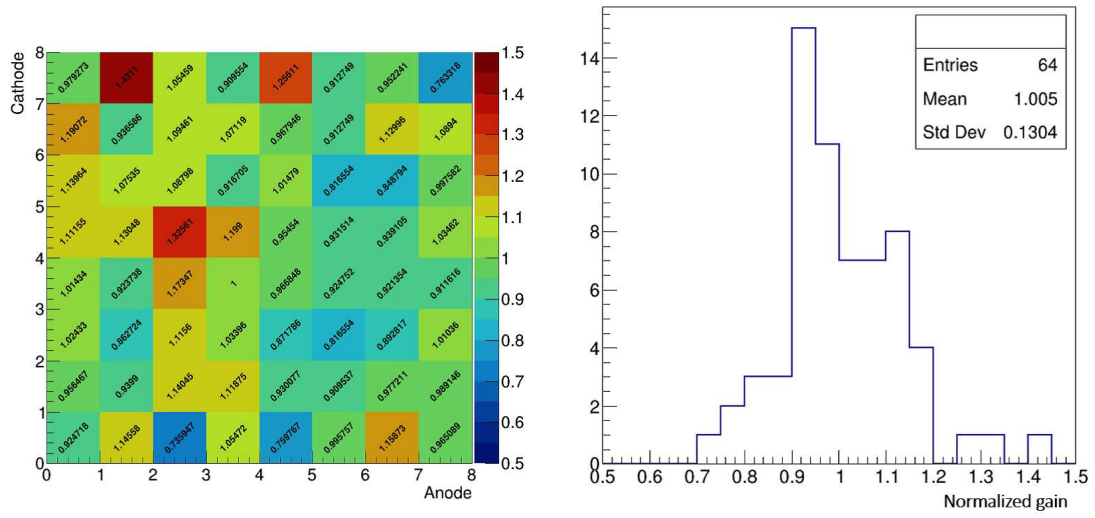 8
7
6
5
4
3
2
1
0
Cathode
0.979273 1.4371 1.05459 0.909554 1.25611 0.912749 0.952241 0.763318
1.19072 0.936586 1.09461 1.07119 0.967946 0.912749 1.12996 1.0894
1.13964 1.07535 1.08798 0.916705 1.01479 0.816554 0.848794 0.997582
1.11155 1.13048 1.32561 1.199 0.95454 0.931514 0.939105 1.03462
1.01434 0.923738 1.17347 1 0.966848 0.924752 0.921354 0.911616
1.02433 0.862724 1.1156 1.03396 0.871786 0.816554 0.892817 1.01036
0.956467 0.9399 1.14045 1.11875 0.930077 0.909537 0.977211 0.989146
0.924718 1.14558 0.735947 1.05472 0.759767 0.995757 1.15873 0.965089
0 1 2 3 4 5 6 7 8
Anode
1.5
1.4
1.3
1.2
1.1
1
0.9
0.8
0.7
0.6
0.5
14
12
10
8
6
4
2
0
Entries 64
Mean 1.005
Std Dev 0.1304
0.5 0.6 0.7 0.8 0.9 1 1.1 1.2 1.3 1.4 1.5
Normalized gain